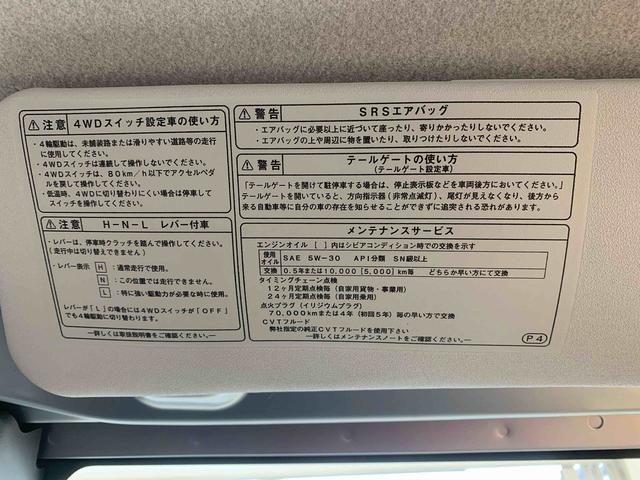 ⚠注意 4WDスイッチ設定車の使い方
・4輪駆動は、未舗装路または滑りやすい道路等の走行
に使用してください。
・4WDスイッチは連続して操作しないでください。
・4WDスイッチは、80km/h以下でアクセルペダ
ルを戻して操作してください。
・低温時、4WDに切り替わりにくい場合は停車して
スイッチを操作してください。
⚠注意 H-N-L レバー付車
・レバーは、停車時クラッチを踏んで操作してください。
（走行中は切り替えできません）
・レバー表示 H ：通常走行で使用。
N ：この位置では走行できません。
L ：特に強い駆動力が必要な時に使用。
レバーが「L」の場合には4WDスイッチが「OFF」
でも4輪駆動に切り替わります。
―詳しくは取扱説明書をご確認ください。―
⚠警告 SRSエアバッグ
・エアバッグに必要以上に近づいて座ったり、寄りかかったりしないでください。
・エアバッグの上や周辺に物を置いたり、取りつけたりしないでください。
⚠警告 テールゲートの使い方
（テールゲート設定車）
「テールゲートを開けて駐停車する場合は、停止表示板などを車両後方においてください。」
テールゲートを開いていると、方向指示器（非常点滅灯）、尾灯が見えなくなり、後方から
来る自動車等に自分の車の存在を知らせることができずに追突される恐れがあります。
メンテナンスサービス
エンジンオイル [ ]内はシビアコンディション時での交換を示す
使用オイル SAE 5W-30 API分類 SN級以上
交換 0.5年または10,000[5,000]km毎 どちらか早い方にて交換
タイミングチェーン点検
12ヶ月定期点検毎（自家用貨物・事業用）
24ヶ月定期点検毎（自家用乗用）
点火プラグ（イリジウムプラグ）
70,000kmまたは4年（初回5年）毎の早い方で交換
CVTフルード
弊社指定の純正CVTフルードを使用下さい
―詳しくはメンテナンスノートをご確認ください。―
P4